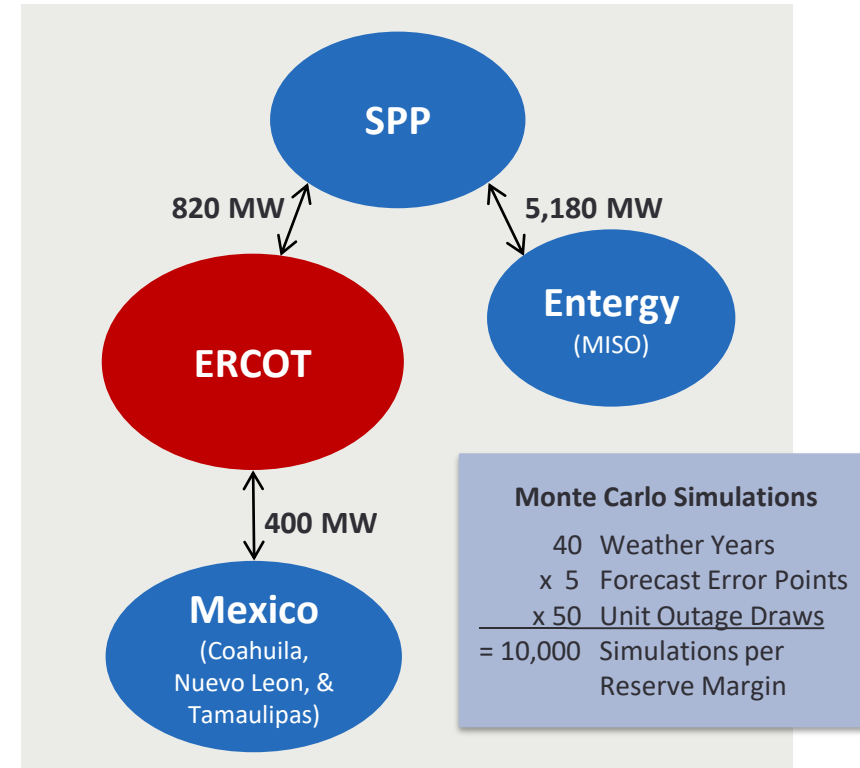 SPP
820 MW
5,180 MW
Entergy
(MISO)
ERCOT
400 MW
Mexico
(Coahuila,
Nuevo Leon, &
Tamaulipas)
Monte Carlo Simulations
40 Weather Years
x 5 Forecast Error Points
x 50 Unit Outage Draws
= 10,000 Simulations per
Reserve Margin